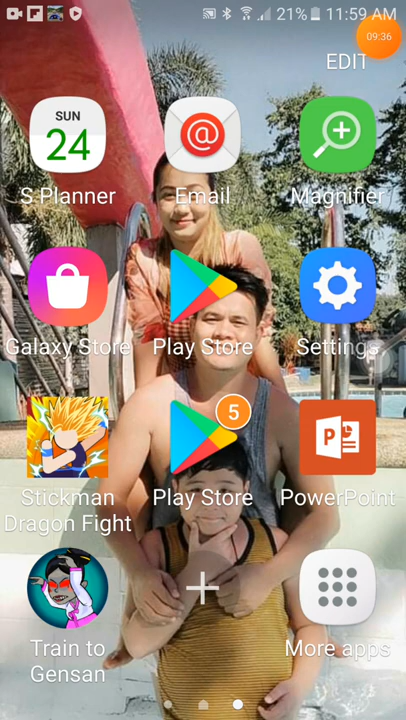 21% 11:59 AM
09:36
EDIT
SUN
24
S Planner
Email
Magnifier
Galaxy Store
Play Store
Settings
5
P
Stickman
Dragon Fight
Play Store
PowerPoint
Train to
Gensan
More apps